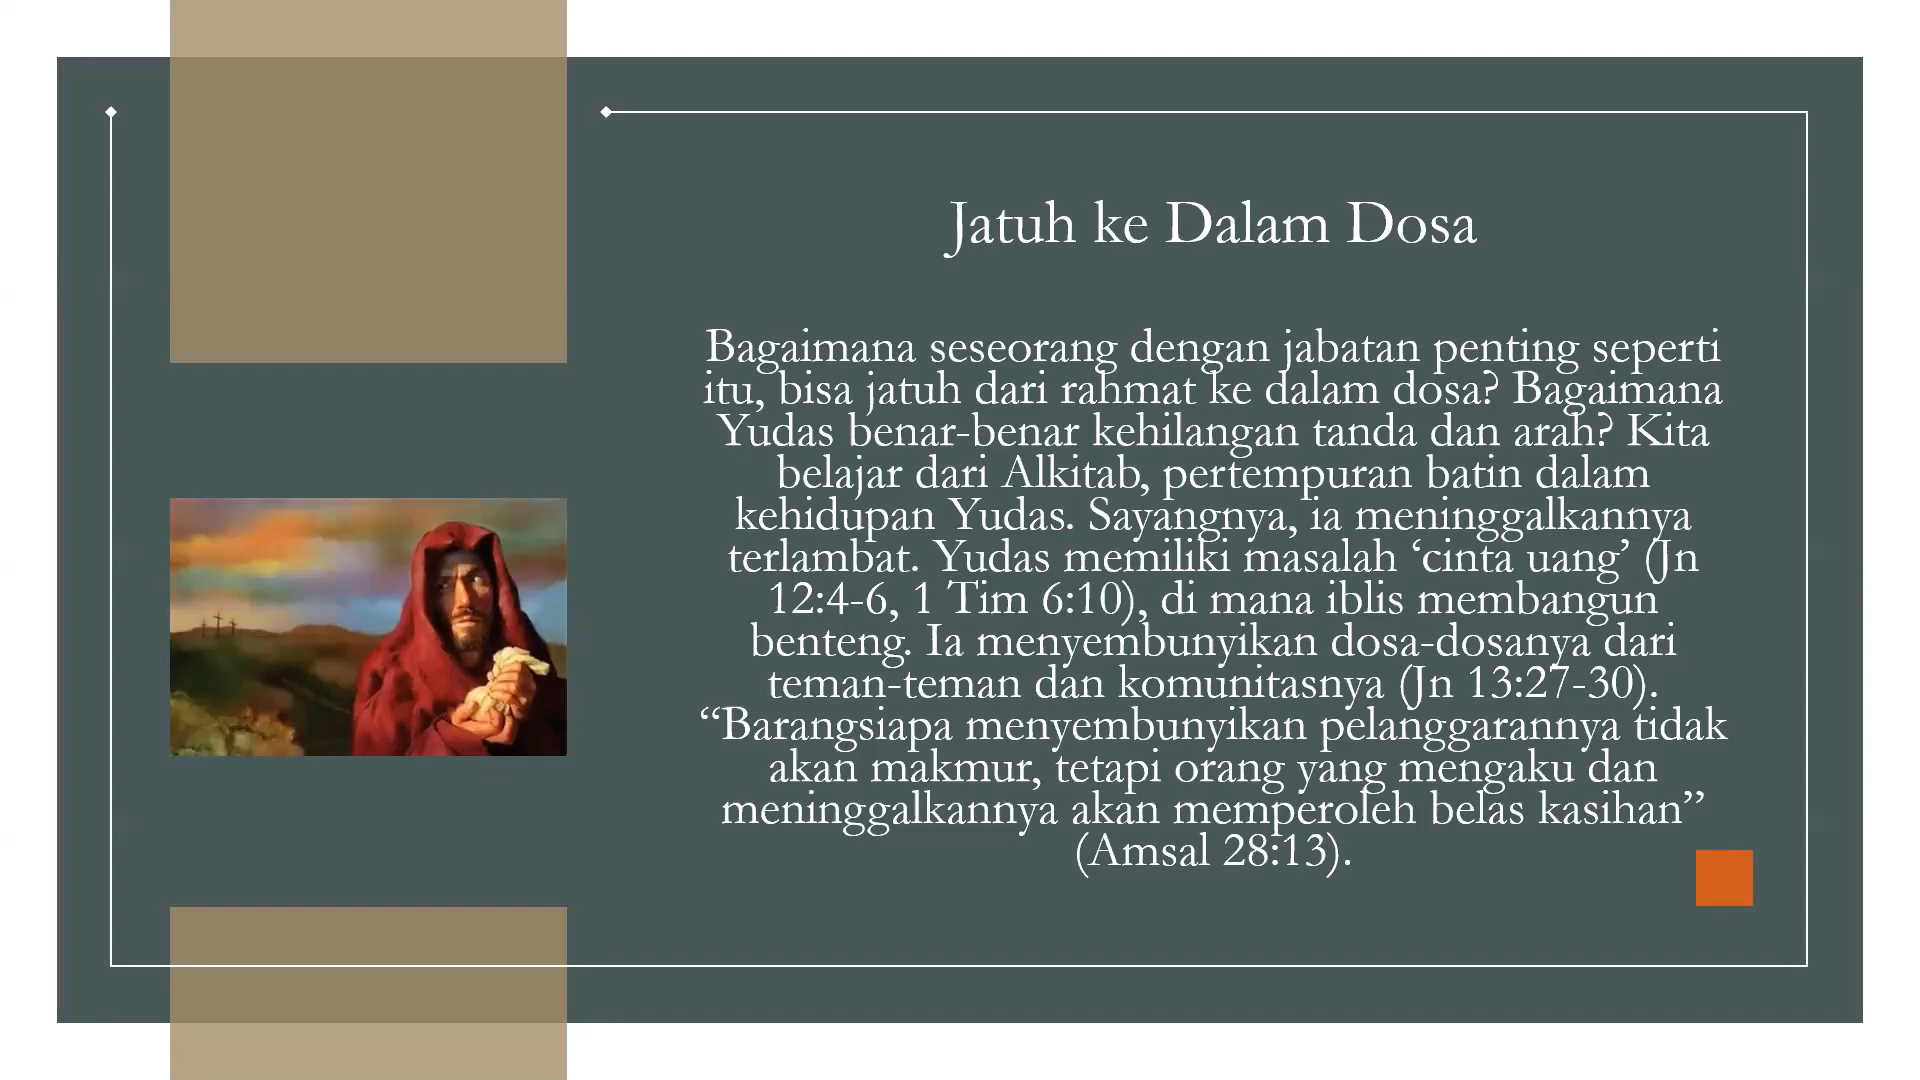 Jatuh ke Dalam Dosa
Bagaimana seseorang dengan jabatan penting seperti
itu, bisa jatuh dari rahmat ke dalam dosa? Bagaimana
Yudas benar-benar kehilangan tanda dan arah? Kita
belajar dari Alkitab, pertempuran batin dalam
kehidupan Yudas. Sayangnya, ia meninggalkannya
terlambat. Yudas memiliki masalah ‘cinta uang’ (Jn
12:4-6, 1 Tim 6:10), di mana iblis membangun
benteng. Ia menyembunyikan dosa-dosanya dari
teman-teman dan komunitasnya (Jn 13:27-30).
“Barangsiapa menyembunyikan pelanggarannya tidak
akan makmur, tetapi orang yang mengaku dan
meninggalkannya akan memperoleh belas kasihan”
(Amsal 28:13).